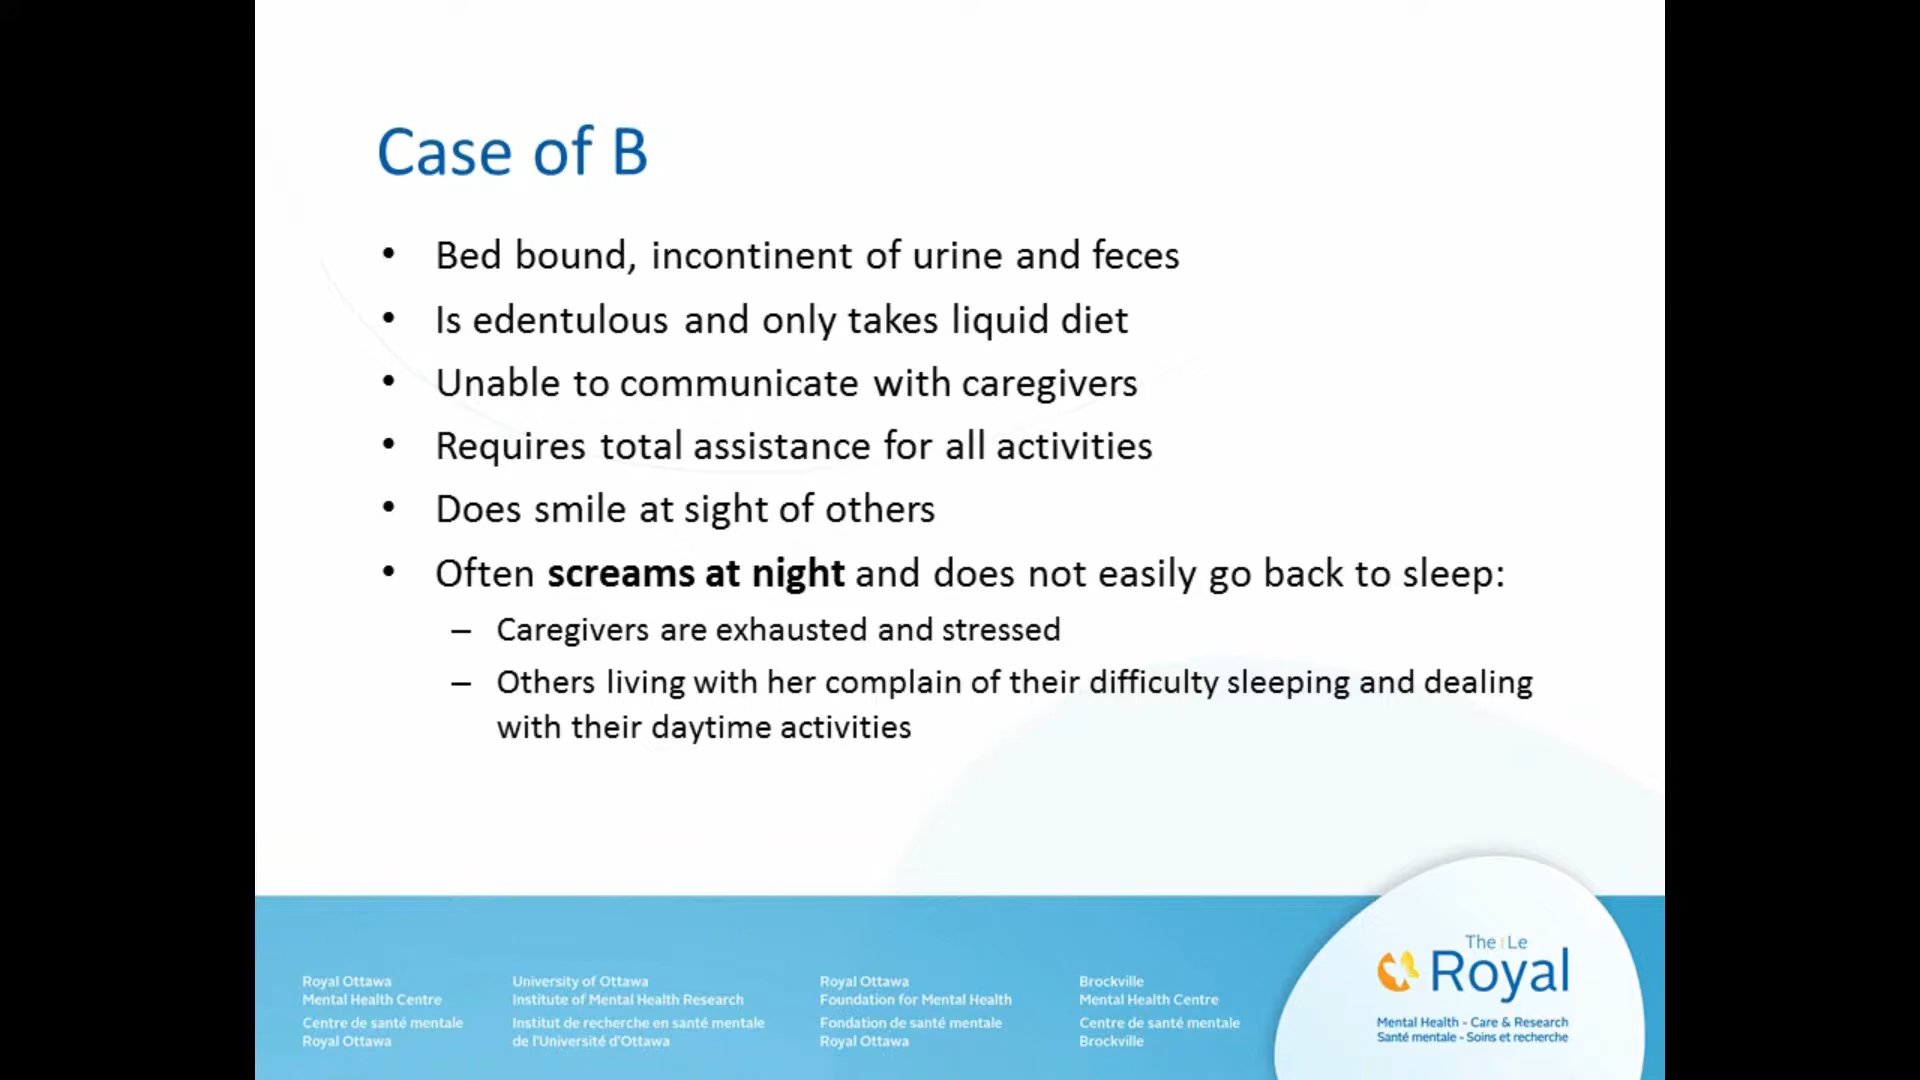 Case of B
• Bed bound, incontinent of urine and feces
• Is edentulous and only takes liquid diet
• Unable to communicate with caregivers
• Requires total assistance for all activities
• Does smile at sight of others
• Often screams at night and does not easily go back to sleep:
– Caregivers are exhausted and stressed
– Others living with her complain of their difficulty sleeping and dealing
with their daytime activities
Royal Ottawa
Mental Health Centre
Centre de santé mentale
Royal Ottawa
University of Ottawa
Institute of Mental Health Research
Institut de recherche en santé mentale
de l'Université d'Ottawa
Royal Ottawa
Foundation for Mental Health
Fondation de santé mentale
Royal Ottawa
Brockville
Mental Health Centre
Centre de santé mentale
Brockville
The Le
Royal
Mental Health - Care & Research
Santé mentale - Soins et recherche